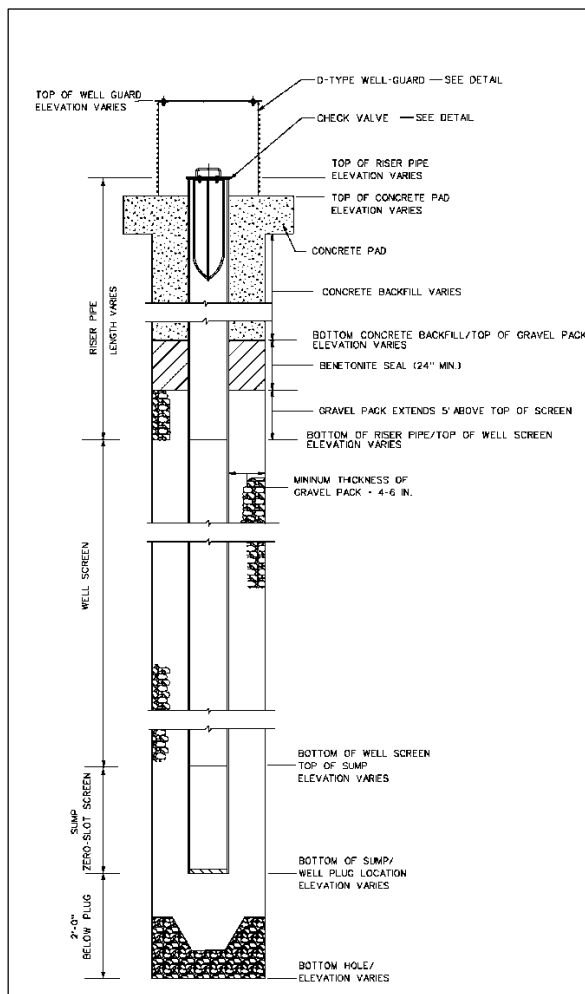 D-TYPE WELL-GUARD — SEE DETAIL
TOP OF WELL GUARD
ELEVATION VARIES
CHECK VALVE — SEE DETAIL
TOP OF RISER PIPE
ELEVATION VARIES
TOP OF CONCRETE PAD
ELEVATION VARIES
CONCRETE PAD
CONCRETE BACKFILL VARIES
RISER PIPE
LENGTH VARIES
BOTTOM CONCRETE BACKFILL/TOP OF GRAVEL PACK
ELEVATION VARIES
BENETONITE SEAL (24" MIN.)
GRAVEL PACK EXTENDS 5' ABOVE TOP OF SCREEN
BOTTOM OF RISER PIPE/TOP OF WELL SCREEN
ELEVATION VARIES
MININUM THICKNESS OF
GRAVEL PACK - 4-6 IN.
WELL SCREEN
BOTTOM OF WELL SCREEN
TOP OF SUMP
ELEVATION VARIES
SUMP
ZERO-SLOT SCREEN
BOTTOM OF SUMP/
WELL PLUG LOCATION
ELEVATION VARIES
2'-0"
BELOW PLUG
BOTTOM HOLE/
ELEVATION VARIES